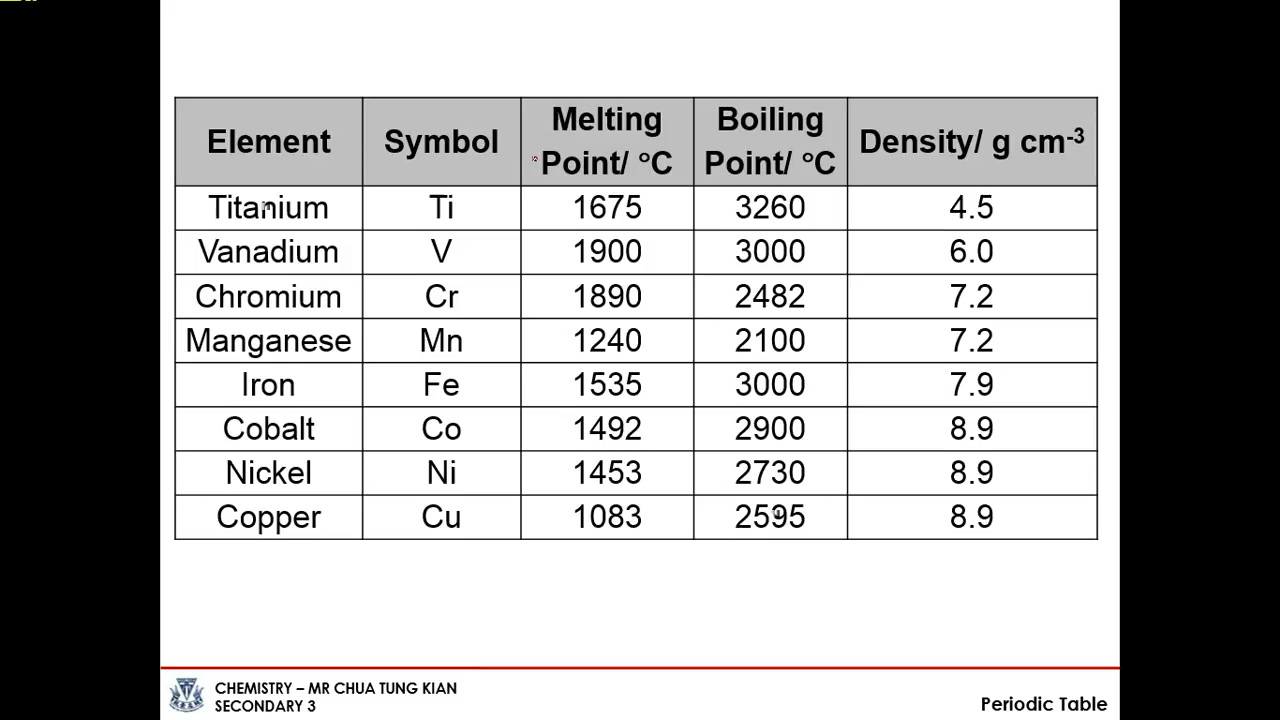 Element Symbol Melting Point/ °C Boiling Point/ °C Density/ g cm-3
Titanium Ti 1675 3260 4.5
Vanadium V 1900 3000 6.0
Chromium Cr 1890 2482 7.2
Manganese Mn 1240 2100 7.2
Iron Fe 1535 3000 7.9
Cobalt Co 1492 2900 8.9
Nickel Ni 1453 2730 8.9
Copper Cu 1083 2595 8.9
CHEMISTRY – MR CHUA TUNG KIAN
SECONDARY 3
Periodic Table